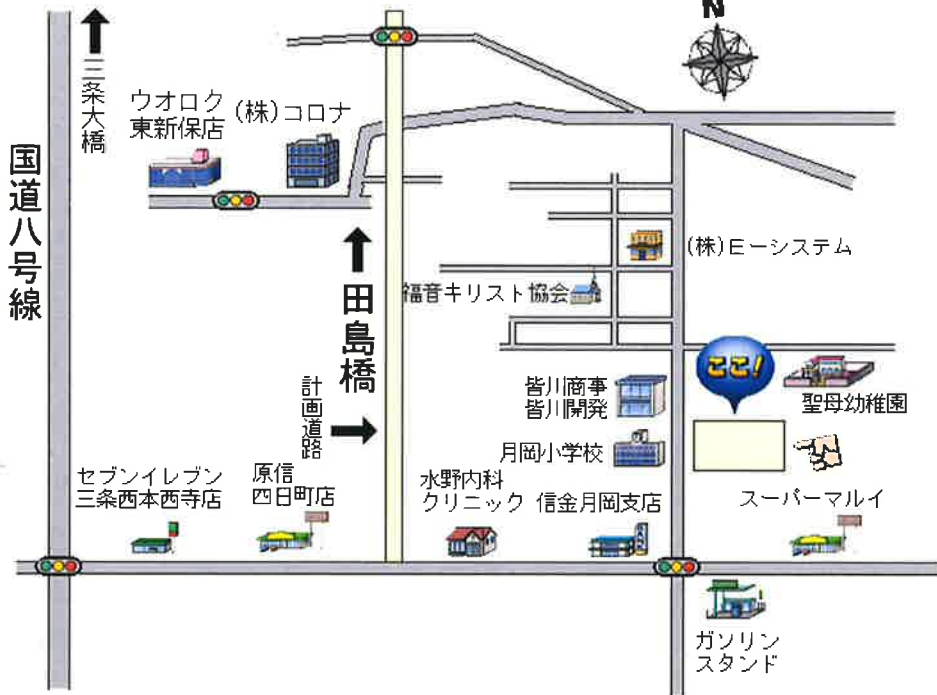 N
三条大橋
ウオロク
東新保店
(株)コロナ
国道八号線
(株)Eーシステム
福音キリスト協会
田島橋
ここ!
計画道路
皆川商事
皆川開発
聖母幼稚園
月岡小学校
セブンイレブン
三条西本西寺店
原信
四日町店
水野内科
クリニック
信金月岡支店
スーパーマルイ
BANK
ガソリン
スタンド